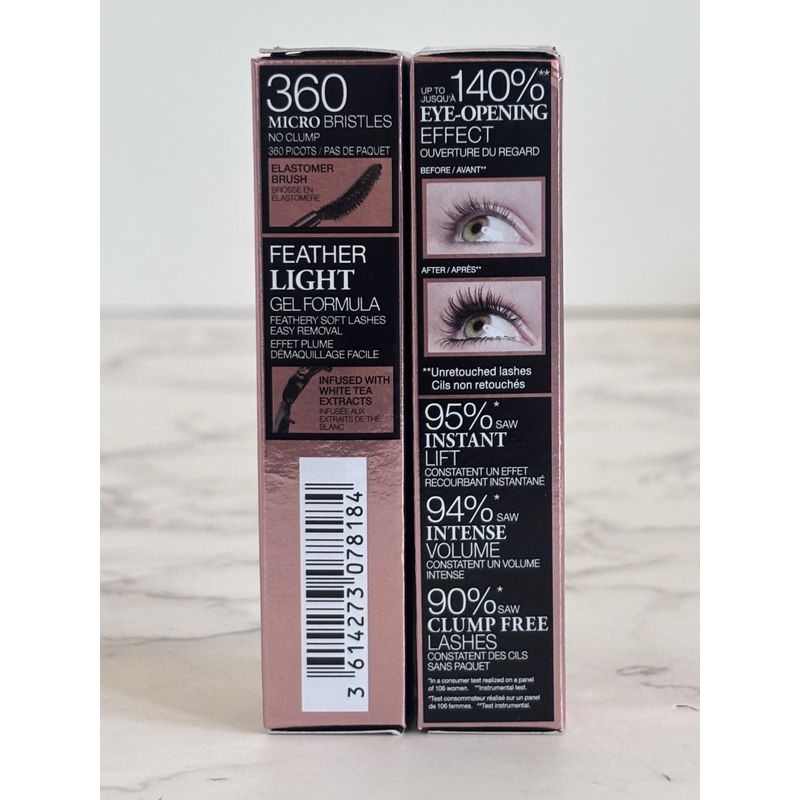 360
MICRO BRISTLES
NO CLUMP
360 PICOTS / PAS DE PAQUET
ELASTOMER
BRUSH
BROSSE EN
ÉLASTOMÈRE
FEATHER
LIGHT
GEL FORMULA
FEATHERY SOFT LASHES
EASY REMOVAL
EFFET PLUME
DÉMAQUILLAGE FACILE
INFUSED WITH
WHITE TEA
EXTRACTS
INFUSÉE AUX
EXTRAITS DE THÉ
BLANC
3 614273 078184
UP TO
JUSQU'À 140%**
EYE-OPENING
EFFECT
OUVERTURE DU REGARD
BEFORE / AVANT**
AFTER / APRÈS**
**Unretouched lashes
Cils non retouchés
95%* SAW
INSTANT
LIFT
CONSTATENT UN EFFET
RECOURBANT INSTANTANÉ
94%* SAW
INTENSE
VOLUME
CONSTATENT UN VOLUME
INTENSE
90%* SAW
CLUMP FREE
LASHES
CONSTATENT DES CILS
SANS PAQUET
*In a consumer test realized on a panel
of 106 women. **Instrumental test.
*Test consommateur réalisé sur un panel
de 106 femmes. **Test instrumental.